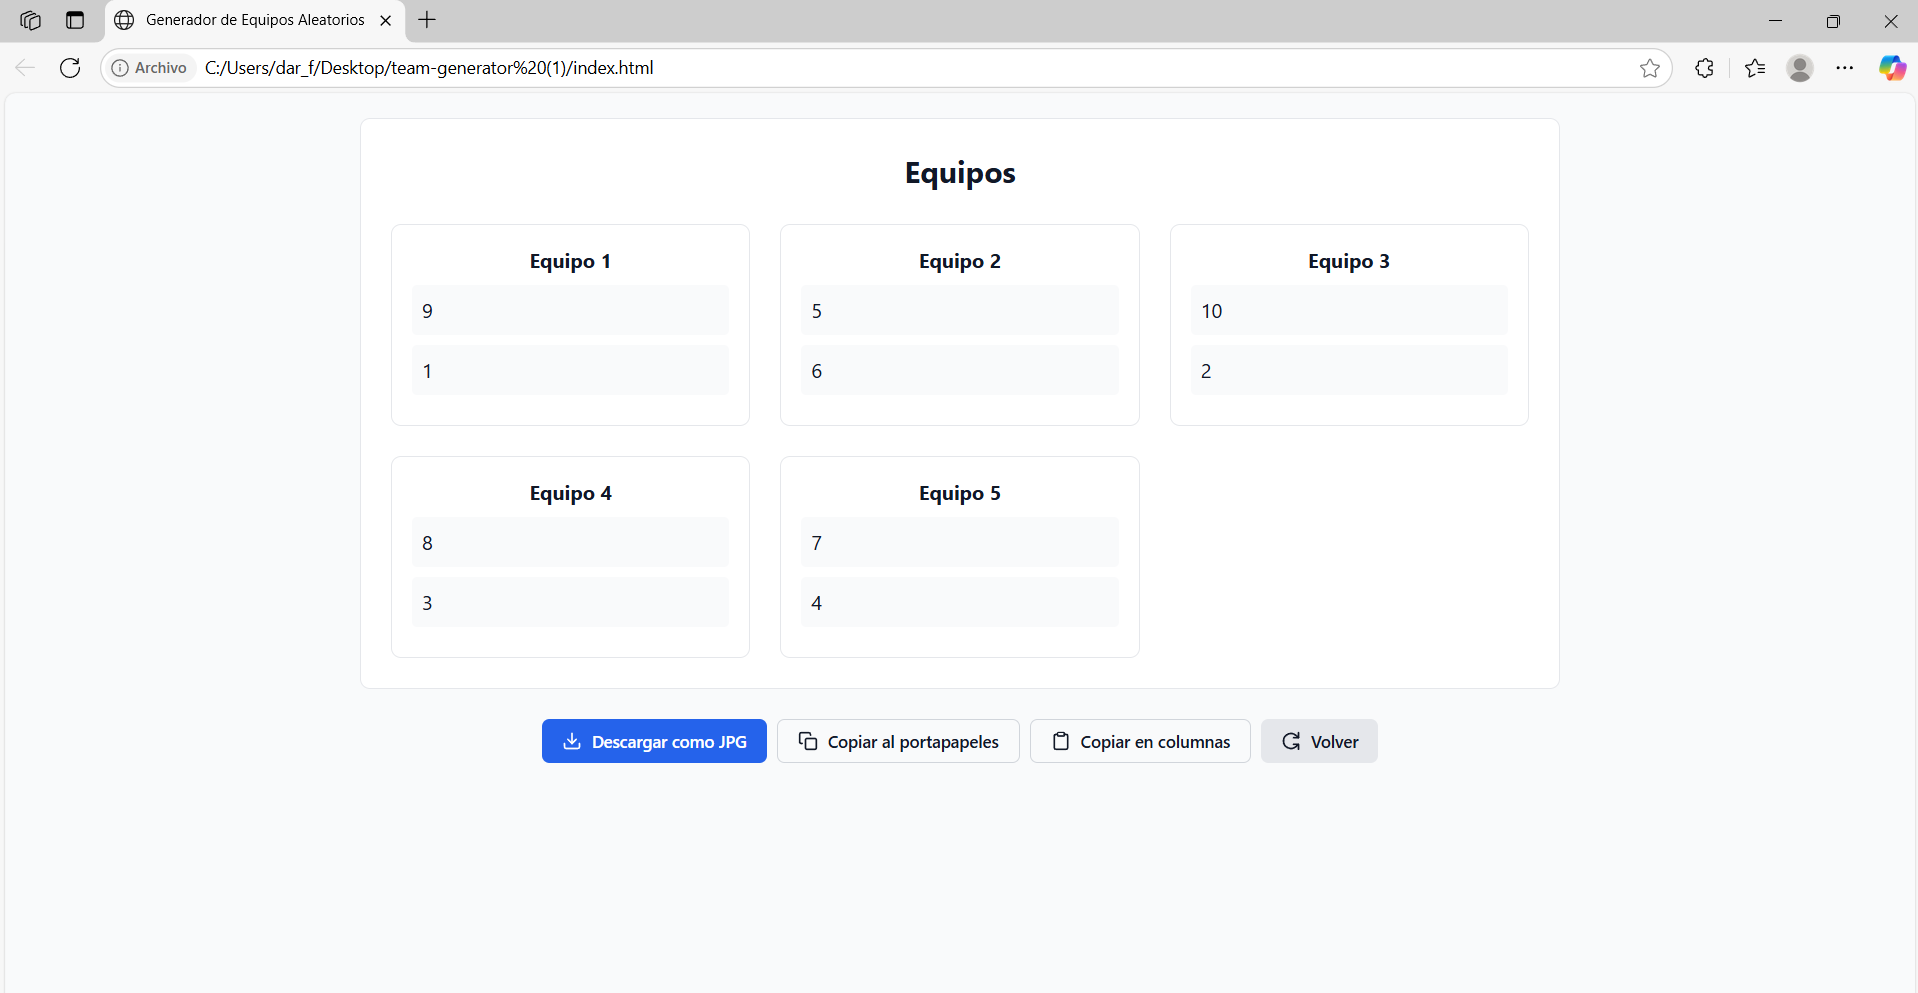 Generador de Equipos Aleatorios
Archivo C:/Users/dar_f/Desktop/team-generator%20(1)/index.html
Equipos
Equipo 1
9
1
Equipo 2
5
6
Equipo 3
10
2
Equipo 4
8
3
Equipo 5
7
4
Descargar como JPG
Copiar al portapapeles
Copiar en columnas
Volver